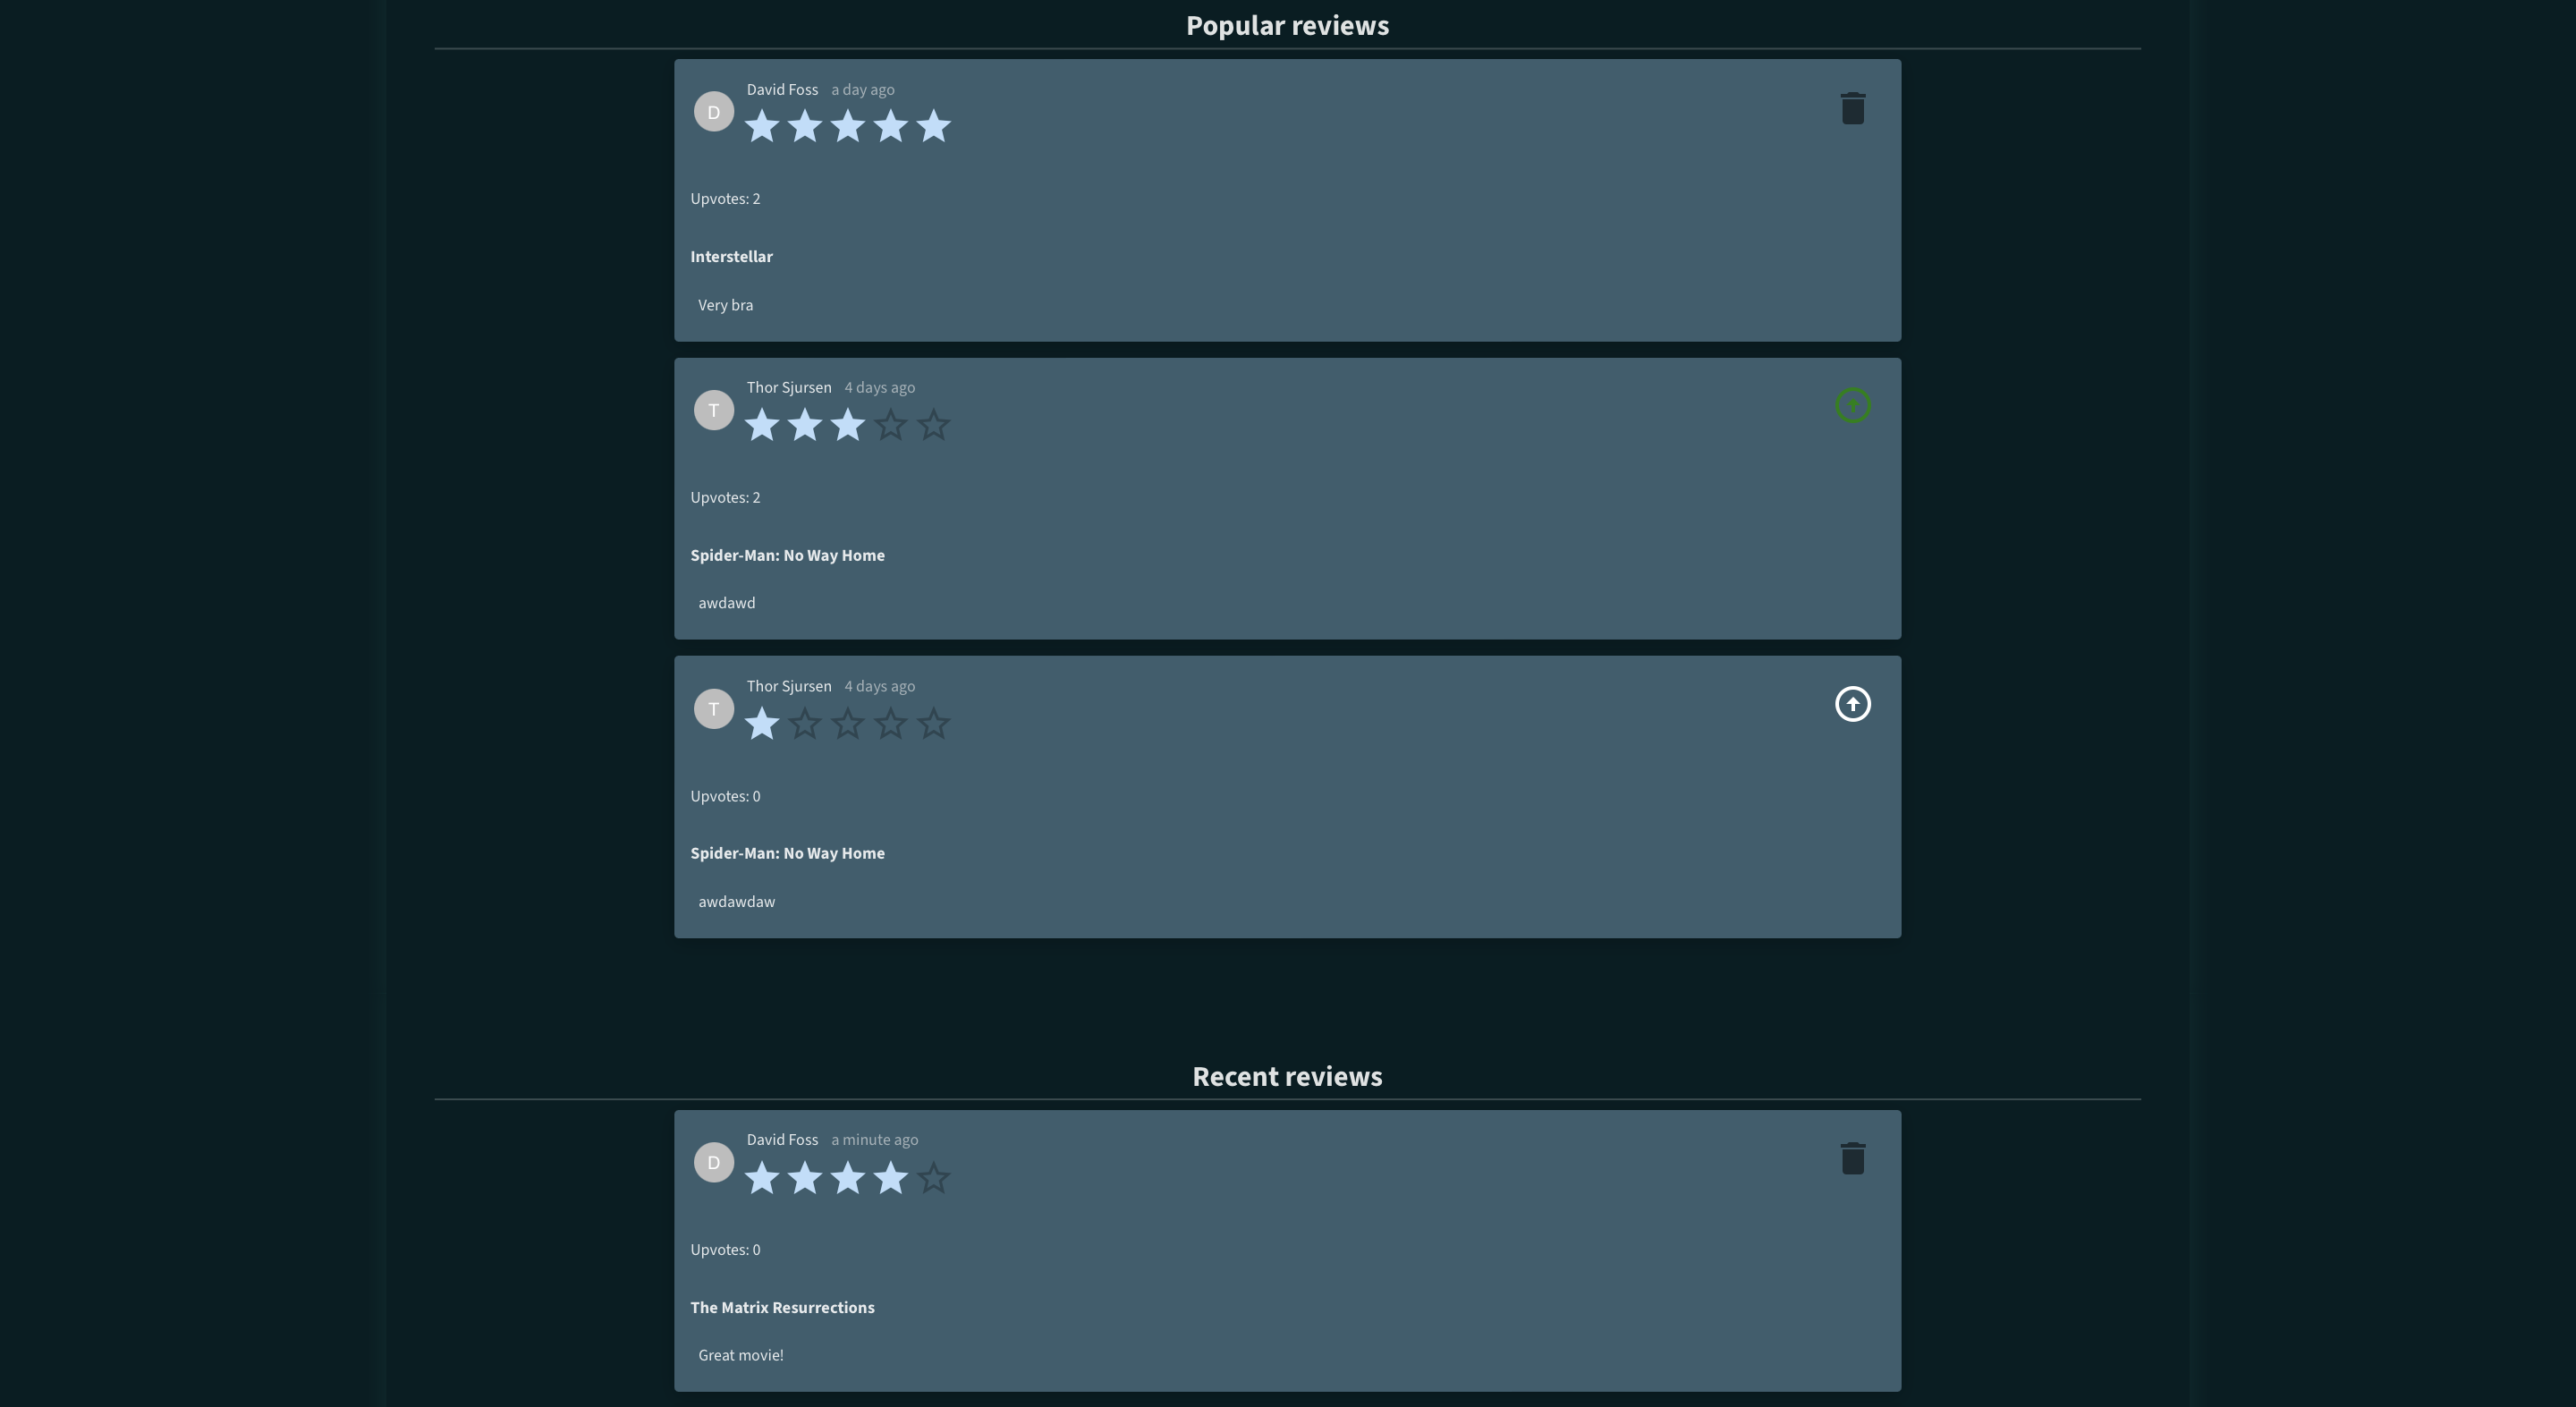 Popular reviews
D
David Foss a day ago
Upvotes: 2
Interstellar
Very bra
T
Thor Sjursen 4 days ago
Upvotes: 2
Spider-Man: No Way Home
awdawd
T
Thor Sjursen 4 days ago
Upvotes: 0
Spider-Man: No Way Home
awdawdaw
Recent reviews
D
David Foss a minute ago
Upvotes: 0
The Matrix Resurrections
Great movie!